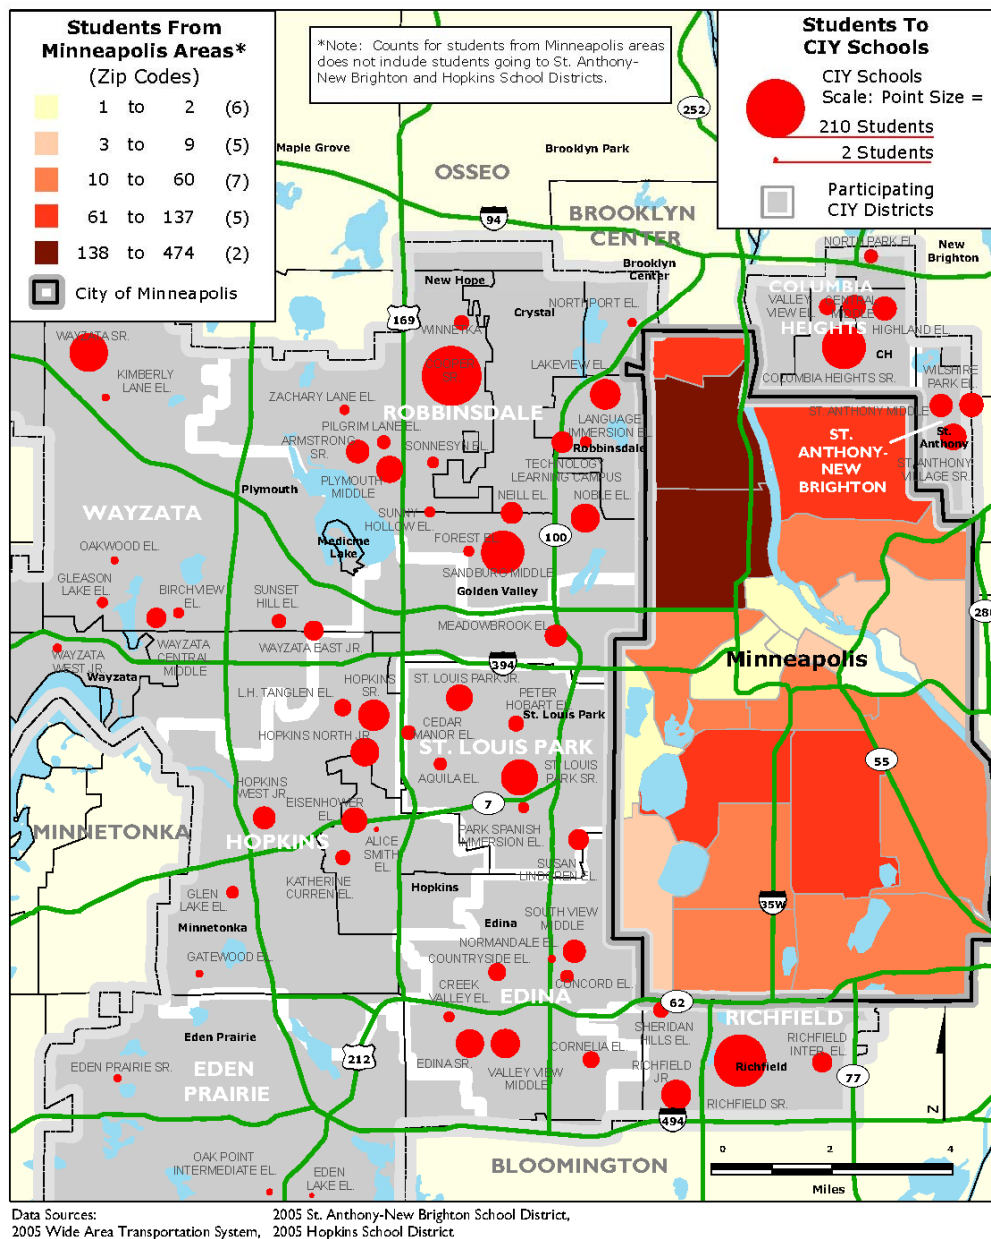 Students From
Minneapolis Areas*
(Zip Codes)
1 to 2 (6)
3 to 9 (5)
10 to 60 (7)
61 to 137 (5)
138 to 474 (2)
City of Minneapolis
*Note: Counts for students from Minneapolis areas
does not include students going to St. Anthony-
New Brighton and Hopkins School Districts.
Students To
CIY Schools
CIY Schools
Scale: Point Size =
210 Students
2 Students
Participating
CIY Districts
252
Maple Grove
Brooklyn Park
OSSEO
94
BROOKLYN
CENTER
Brooklyn
Center
NORTH PARK EL.
New
Brighton
New Hope
COLUMBIA
HEIGHTS
VALLEY
VIEW EL.
CENTRAL
MIDDLE
HIGHLAND EL.
CH
COLUMBIA HEIGHTS SR.
169
Crystal
NORTHPORT EL.
WINNETKA
WAYZATA SR.
KIMBERLY
LANE EL.
COOPER
SR.
LAKEVIEW EL.
WILSHIRE
PARK EL.
ZACHARY LANE EL.
ROBBINSDALE
PILGRIM LANE EL.
ARMSTRONG
SR.
SONNESYN EL.
LANGUAGE
IMMERSION EL.
Robbinsdale
ST. ANTHONY MIDDLE
ST.
ANTHONY-
NEW
BRIGHTON
St.
Anthony
ST. ANTHONY
VILLAGE SR.
PLYMOUTH
MIDDLE
Plymouth
TECHNOLOGY
LEARNING CAMPUS
NEILL EL.
NOBLE EL.
WAYZATA
SUNNY
HOLLOW EL.
Medicine
Lake
FOREST EL.
100
OAKWOOD EL.
SANDBURG MIDDLE
Golden Valley
GLEASON
LAKE EL.
BIRCHVIEW
EL.
SUNSET
HILL EL.
280
MEADOWBROOK EL.
WAYZATA
WEST JR.
WAYZATA
CENTRAL
MIDDLE
WAYZATA EAST JR.
Wayzata
394
Minneapolis
L.H. TANGLEN EL.
HOPKINS
SR.
ST. LOUIS PARK JR.
PETER
HOBART EL.
St. Louis Park
HOPKINS NORTH JR.
CEDAR
MANOR EL.
ST. LOUIS PARK
AQUILA EL.
ST. LOUIS
PARK SR.
55
HOPKINS
WEST JR.
EISENHOWER
EL.
7
MINNETONKA
HOPKINS
ALICE
SMITH
EL.
PARK SPANISH
IMMERSION EL.
SUSAN
LINDGREN EL.
KATHERINE
CURREN EL.
Hopkins
GLEN
LAKE EL.
35W
Minnetonka
Edina
SOUTH VIEW
MIDDLE
NORMANDALE EL.
GATEWOOD EL.
COUNTRYSIDE EL.
CONCORD EL.
CREEK
VALLEY EL.
EDINA
62
RICHFIELD
SHERIDAN
HILLS EL.
RICHFIELD
INTER. EL.
Eden Prairie
212
EDINA SR.
VALLEY VIEW
MIDDLE
CORNELIA EL.
RICHFIELD
JR.
Richfield
77
EDEN PRAIRIE SR.
EDEN
PRAIRIE
RICHFIELD SR.
494
N
OAK POINT
INTERMEDIATE EL.
EDEN
LAKE EL.
BLOOMINGTON
0 2 4
Miles
Data Sources:
2005 Wide Area Transportation System,
2005 St. Anthony-New Brighton School District,
2005 Hopkins School District